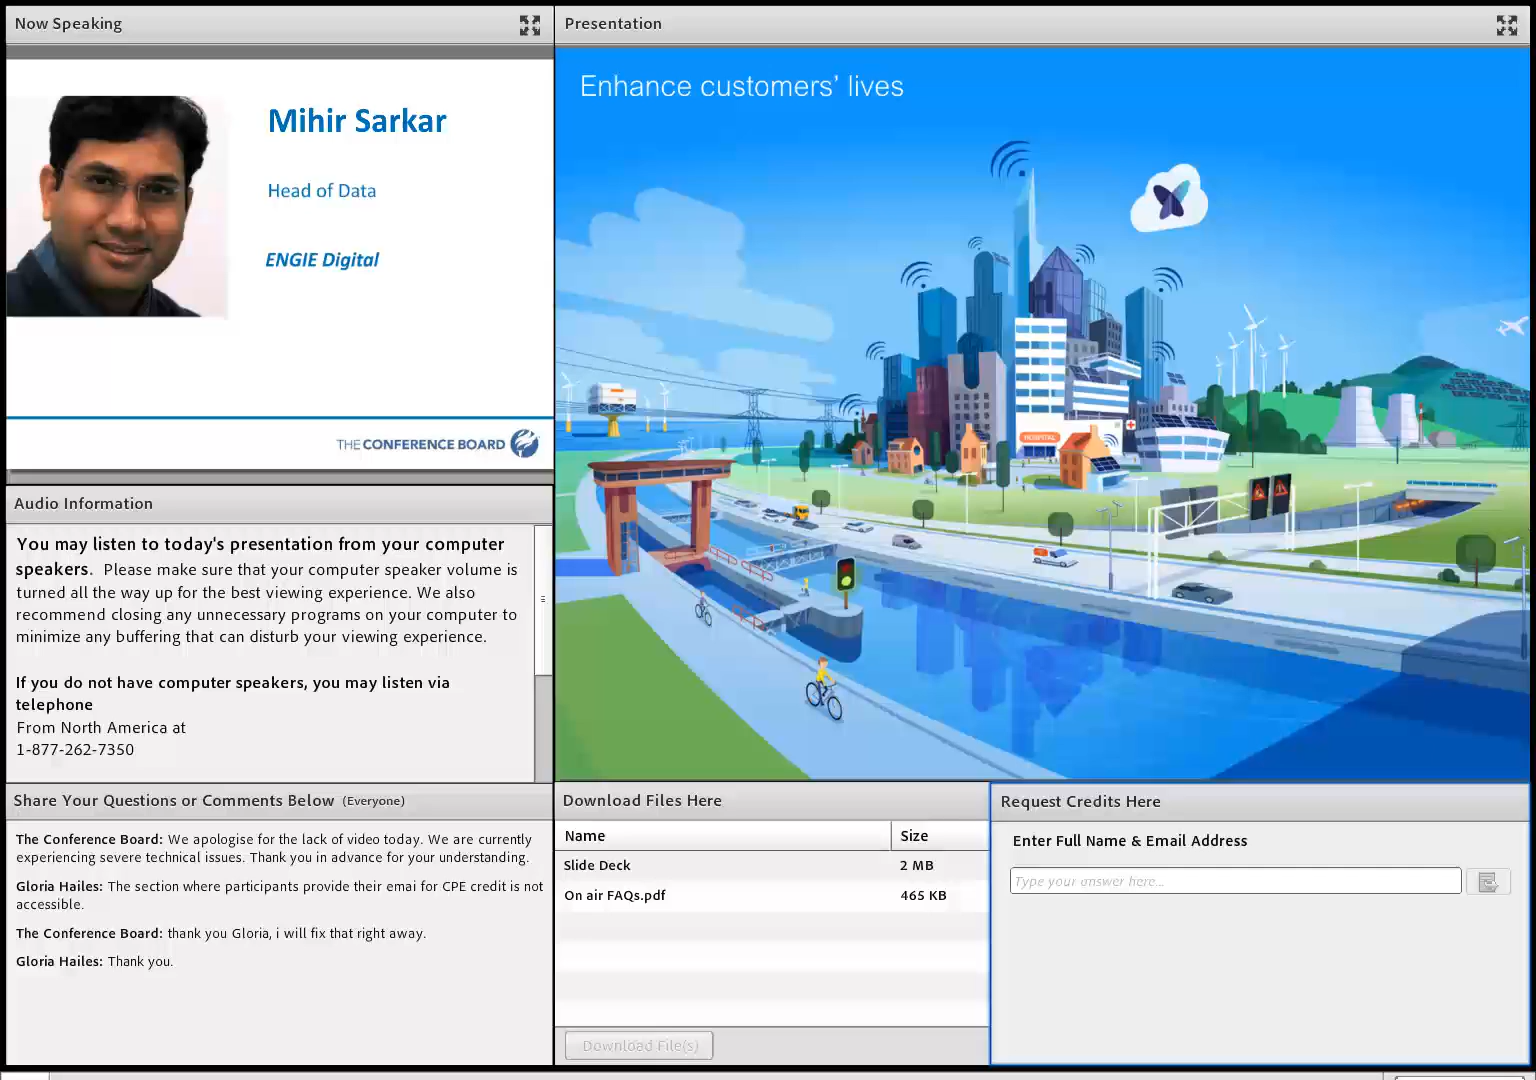 Now Speaking
Mihir Sarkar
Head of Data
ENGIE Digital
THE CONFERENCE BOARD
Audio Information
You may listen to today's presentation from your computer
speakers. Please make sure that your computer speaker volume is
turned all the way up for the best viewing experience. We also
recommend closing any unnecessary programs on your computer to
minimize any buffering that can disturb your viewing experience.
If you do not have computer speakers, you may listen via
telephone
From North America at
1-877-262-7350
Share Your Questions or Comments Below (Everyone)
The Conference Board: We apologise for the lack of video today. We are currently
experiencing severe technical issues. Thank you in advance for your understanding.
Gloria Hailes: The section where participants provide their emai for CPE credit is not
accessible.
The Conference Board: thank you Gloria, i will fix that right away.
Gloria Hailes: Thank you.
Presentation
Enhance customers' lives
HOSPITAL
Download Files Here
Name Size
Slide Deck 2 MB
On air FAQs.pdf 465 KB
Download File(s)
Request Credits Here
Enter Full Name & Email Address
Type your answer here...